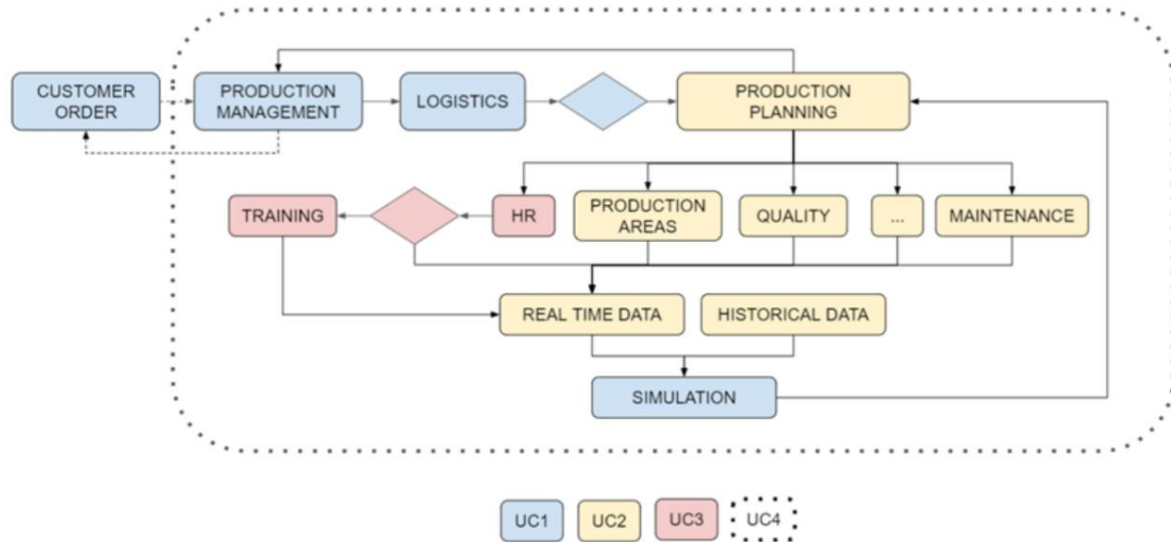 CUSTOMER
ORDER
PRODUCTION
MANAGEMENT
LOGISTICS
PRODUCTION
PLANNING
TRAINING
HR
PRODUCTION
AREAS
QUALITY
...
MAINTENANCE
REAL TIME DATA
HISTORICAL DATA
SIMULATION
UC1
UC2
UC3
UC4